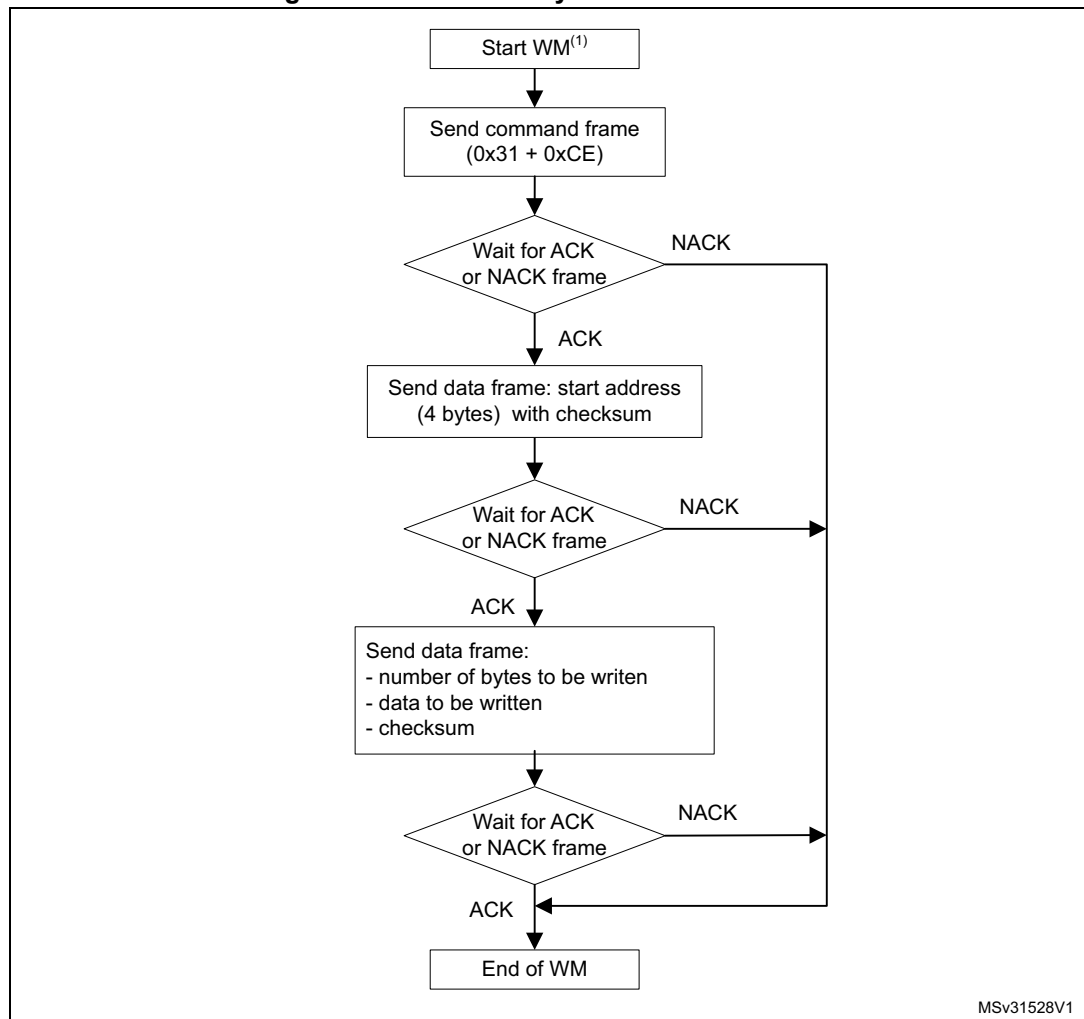 Start WM(1)
Send command frame
(0x31 + 0xCE)
Wait for ACK
or NACK frame
NACK
ACK
Send data frame: start address
(4 bytes) with checksum
Wait for ACK
or NACK frame
NACK
ACK
Send data frame:
- number of bytes to be writen
- data to be written
- checksum
Wait for ACK
or NACK frame
NACK
ACK
End of WM
MSv31528V1